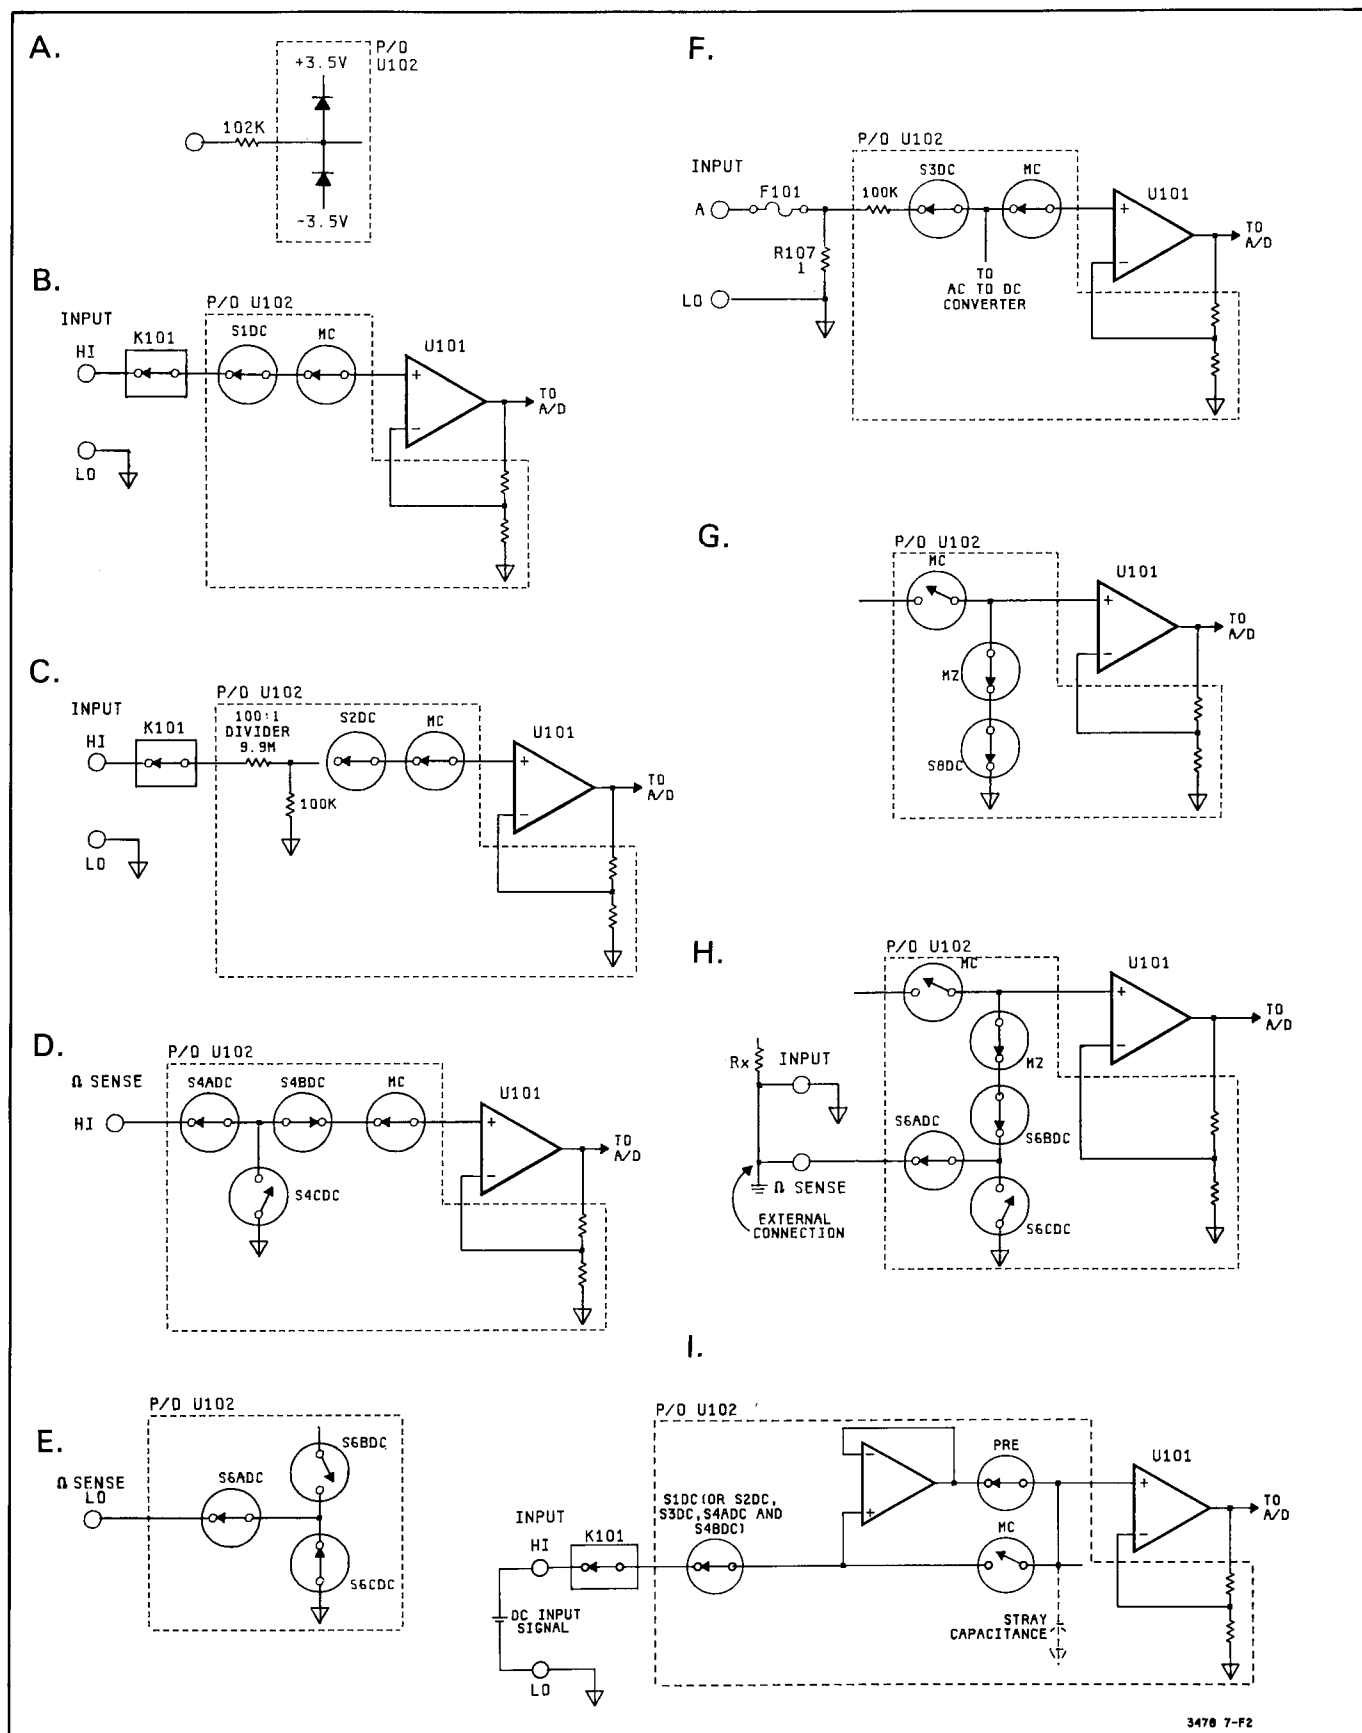 A.
P/O
U102
+3.5V
102K
-3.5V
B.
P/O U102
INPUT
K101
S1DC
MC
U101
HI
+
-
TO
A/D
LO
C.
P/O U102
INPUT
100:1
DIVIDER
9.9M
K101
S2DC
MC
U101
HI
+
-
100K
TO
A/D
LO
D.
P/O U102
Ω SENSE
S4ADC
S4BDC
MC
U101
HI
+
-
TO
A/D
S4CDC
E.
P/O U102
S6BDC
Ω SENSE
LO
S6ADC
S6CDC
F.
P/O U102
INPUT
F101
100K
S3DC
MC
U101
A
+
-
TO
A/D
R107
1
TO
AC TO DC
CONVERTER
LO
G.
P/O U102
MC
U101
+
-
TO
A/D
MZ
S8DC
H.
P/O U102
MC
U101
+
-
TO
A/D
Rx
INPUT
MZ
S6ADC
S6BDC
Ω SENSE
EXTERNAL
CONNECTION
S6CDC
I.
P/O U102
-
+
PRE
U101
S1DC(OR S2DC,
S3DC,S4ADC AND
S4BDC)
INPUT
HI
K101
MC
+
-
TO
A/D
DC INPUT
SIGNAL
STRAY
CAPACITANCE
LO
3478 7-F2